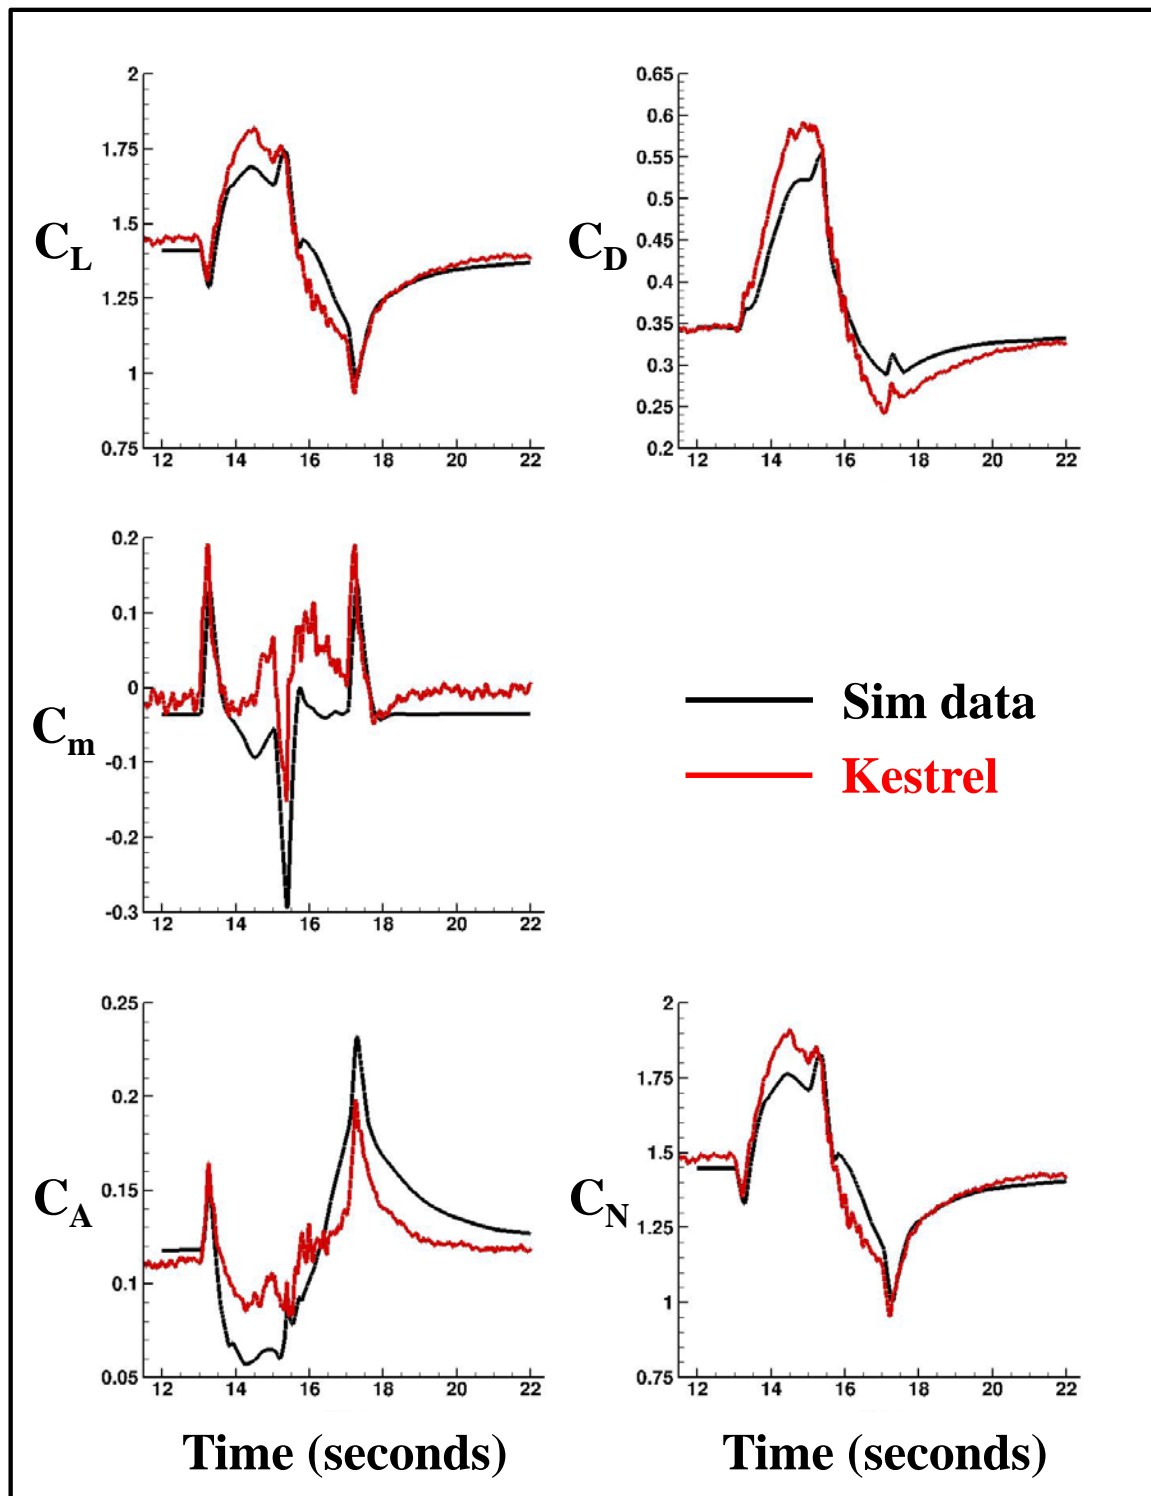 2
1.75
1.5
1.25
1
0.75
12 14 16 18 20 22
C_L
0.65
0.6
0.55
0.5
0.45
0.4
0.35
0.3
0.25
0.2
12 14 16 18 20 22
C_D
0.2
0.1
0
-0.1
-0.2
-0.3
12 14 16 18 20 22
C_m
Sim data
Kestrel
0.25
0.2
0.15
0.1
0.05
12 14 16 18 20 22
C_A
Time (seconds)
2
1.75
1.5
1.25
1
0.75
12 14 16 18 20 22
C_N
Time (seconds)